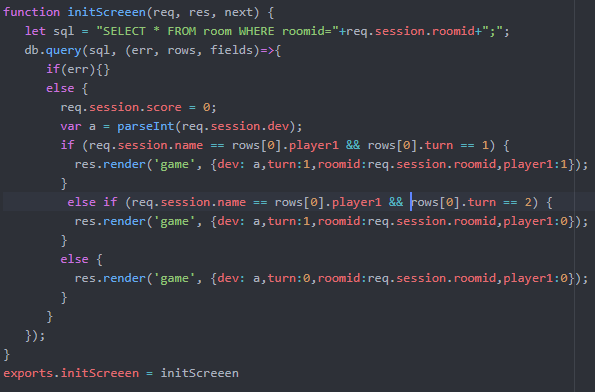 function initScreeen(req, res, next) {
let sql = "SELECT * FROM room WHERE roomid="+req.session.roomid+";";
db.query(sql, (err, rows, fields)=>{
if(err){}
else {
req.session.score = 0;
var a = parseInt(req.session.dev);
if (req.session.name == rows[0].player1 && rows[0].turn == 1) {
res.render('game', {dev: a,turn:1,roomid:req.session.roomid,player1:1});
}
else if (req.session.name == rows[0].player1 && rows[0].turn == 2) {
res.render('game', {dev: a,turn:1,roomid:req.session.roomid,player1:0});
}
else {
res.render('game', {dev: a,turn:0,roomid:req.session.roomid,player1:0});
}
}
});
}
exports.initScreeen = initScreeen